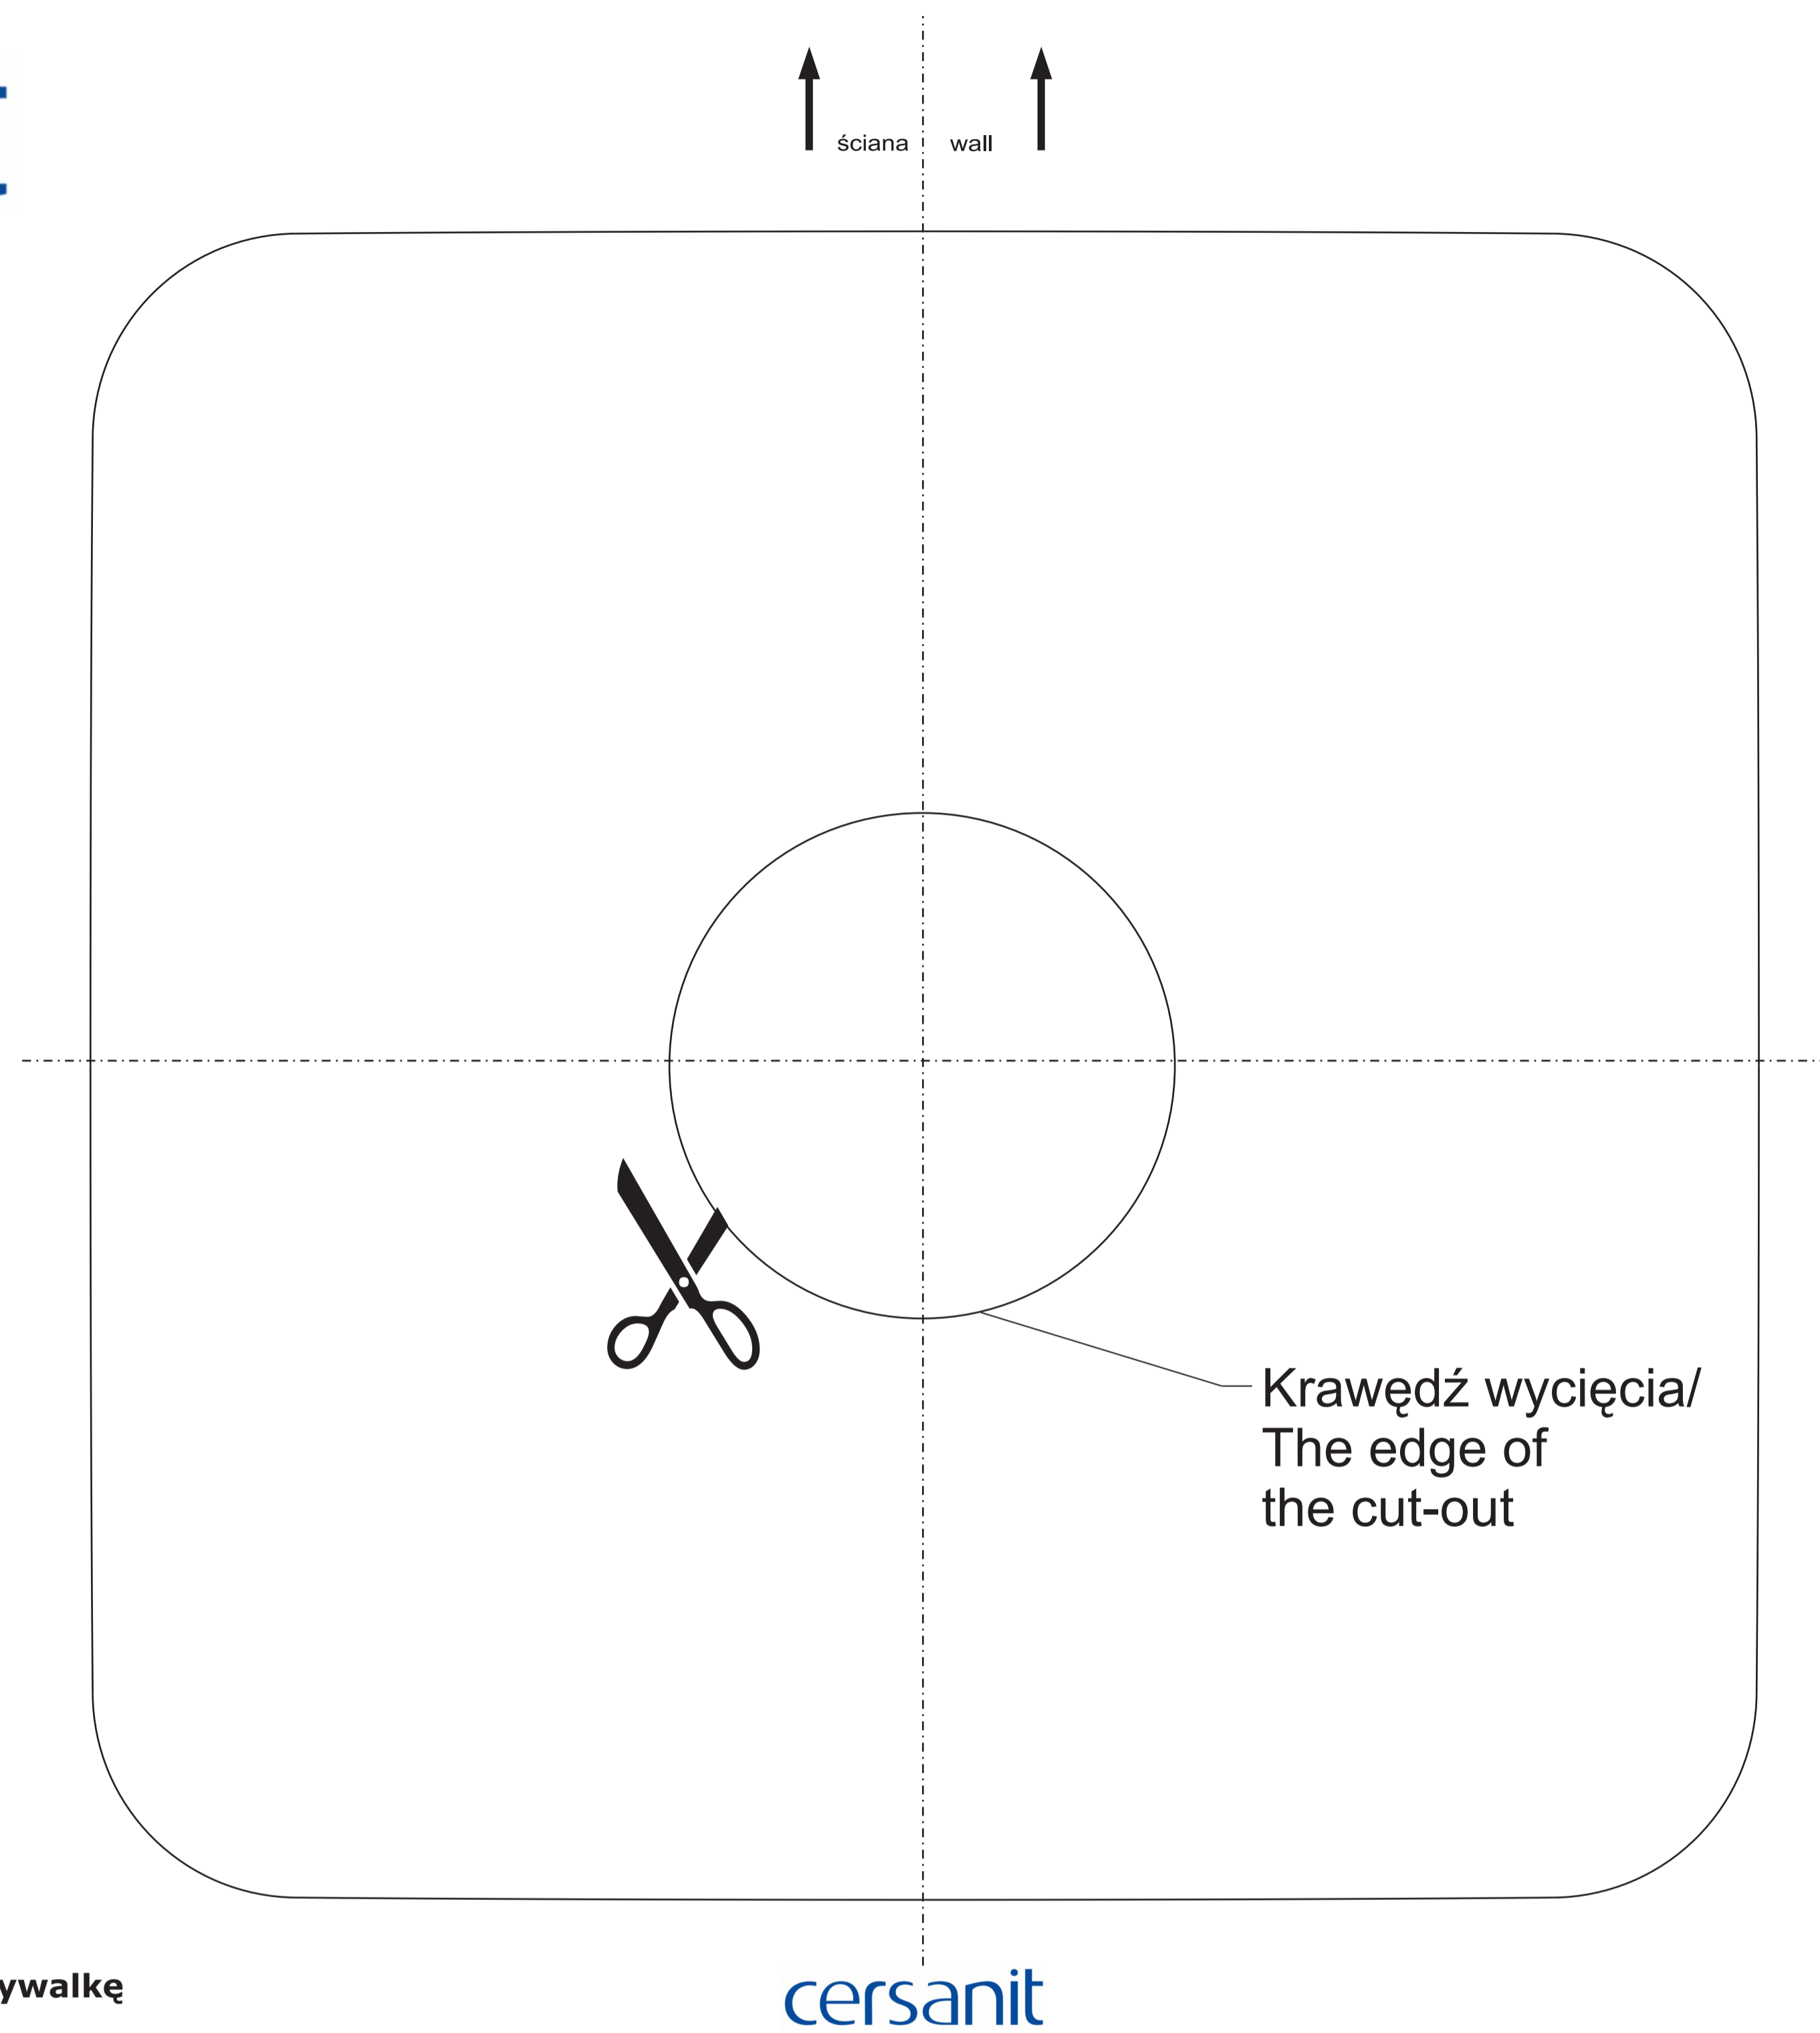 ściana wall
Krawędź wycięcia/
The edge of
the cut-out
ywalkę
cersanit